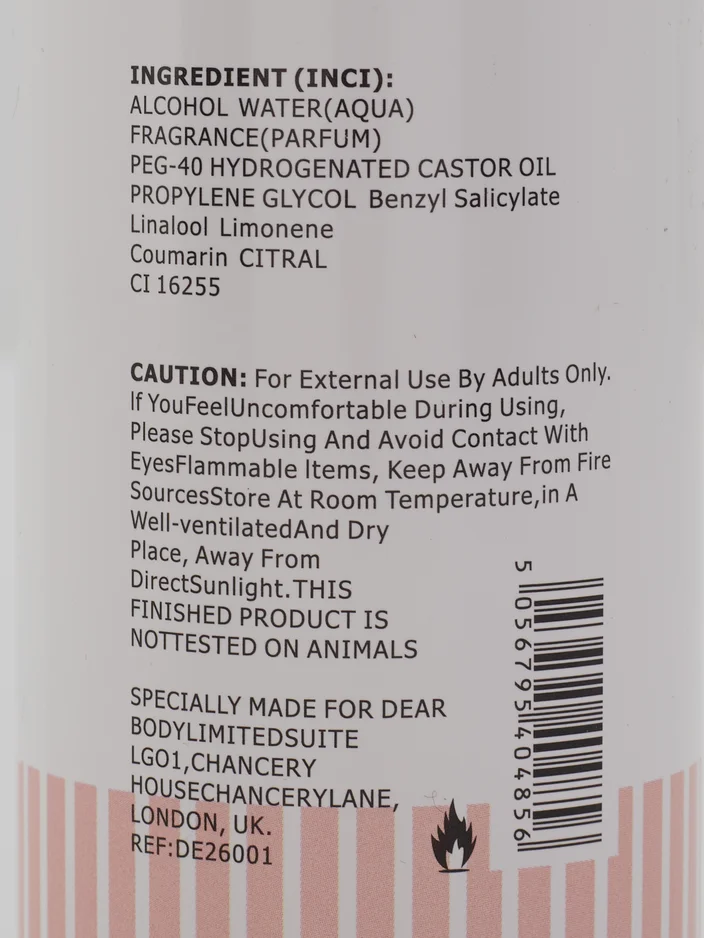 INGREDIENT (INCI):
ALCOHOL WATER(AQUA)
FRAGRANCE(PARFUM)
PEG-40 HYDROGENATED CASTOR OIL
PROPYLENE GLYCOL Benzyl Salicylate
Linalool Limonene
Coumarin CITRAL
CI 16255
CAUTION: For External Use By Adults Only.
If YouFeelUncomfortable During Using,
Please StopUsing And Avoid Contact With
EyesFlammable Items, Keep Away From Fire
SourcesStore At Room Temperature,in A
Well-ventilatedAnd Dry
Place, Away From
DirectSunlight.THIS
FINISHED PRODUCT IS
NOTTESTED ON ANIMALS
SPECIALLY MADE FOR DEAR
BODYLIMITEDSUITE
LGO1,CHANCERY
HOUSECHANCERYLANE,
LONDON, UK.
REF:DE26001
5 056795 404856